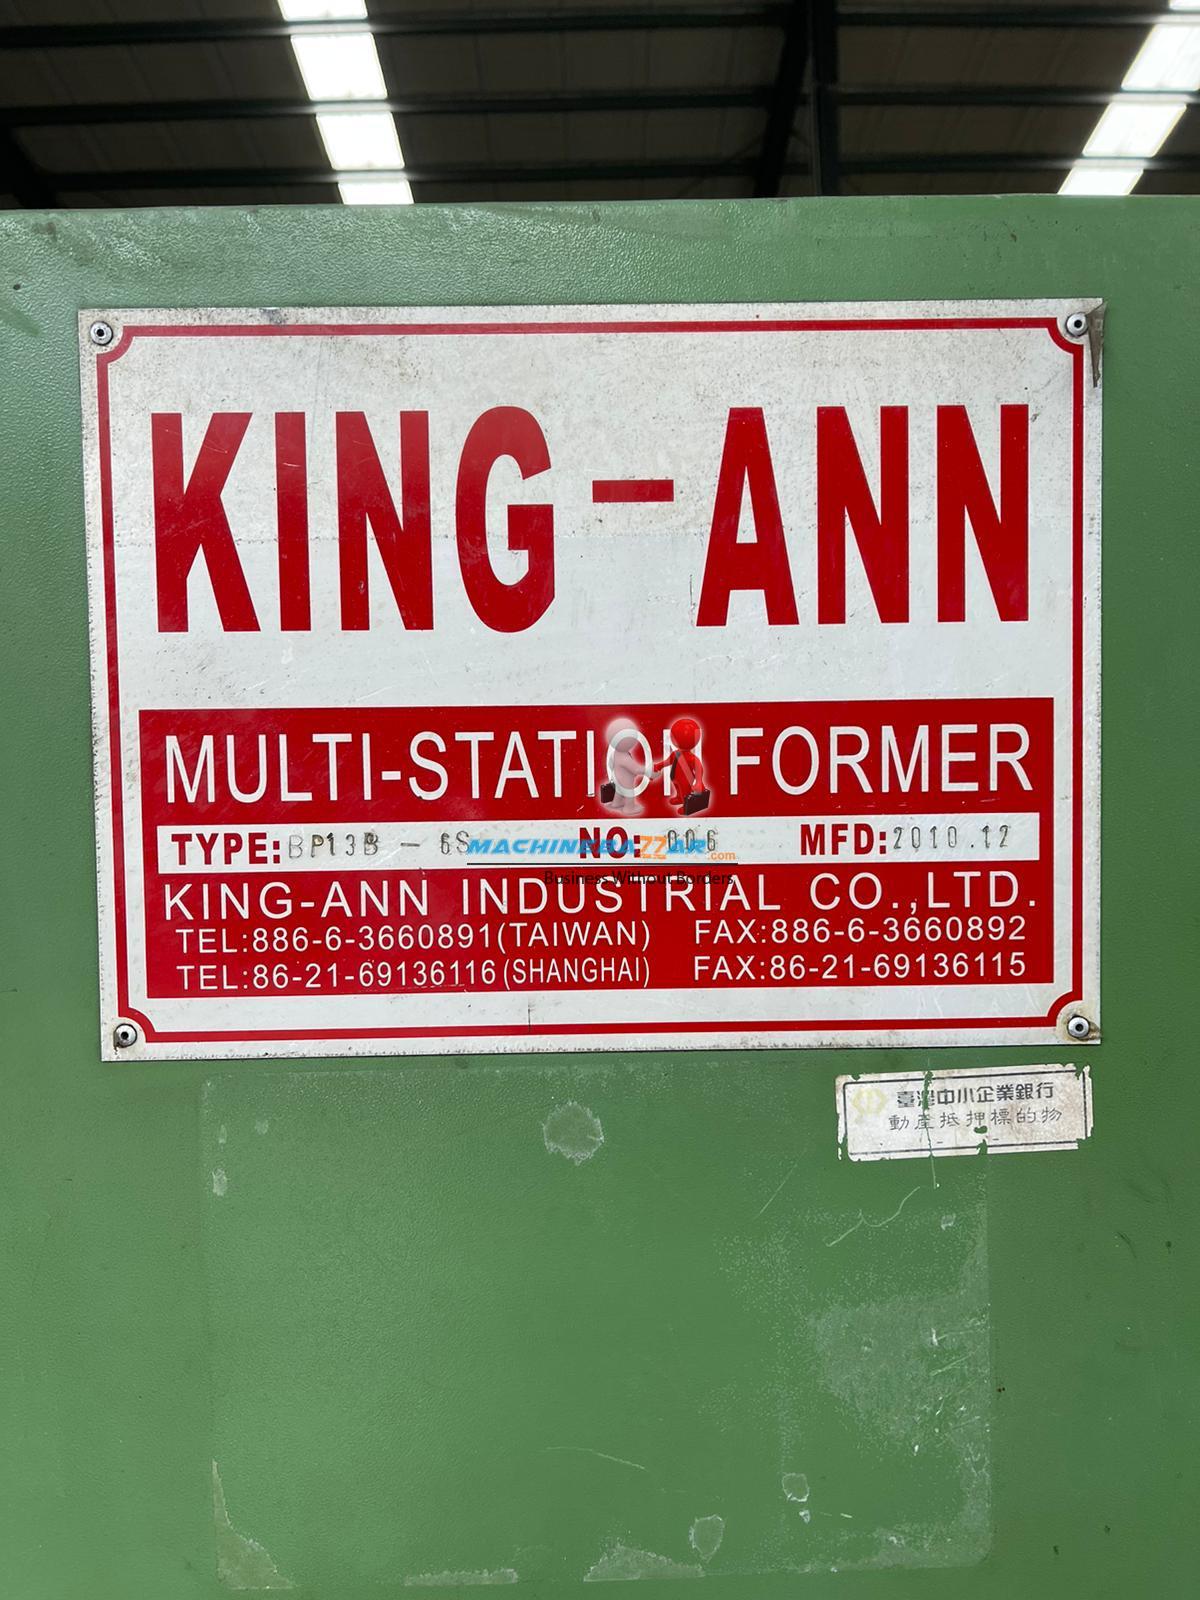 KING-ANN
MULTI-STATION FORMER
TYPE: BP13B - 6S NO: 006 MFD: 2010.12
MACHINEBAZZAR.com
Business Without Borders
KING-ANN INDUSTRIAL CO.,LTD.
TEL:886-6-3660891(TAIWAN) FAX:886-6-3660892
TEL:86-21-69136116(SHANGHAI) FAX:86-21-69136115
臺灣中小企業銀行
動產抵押標的物